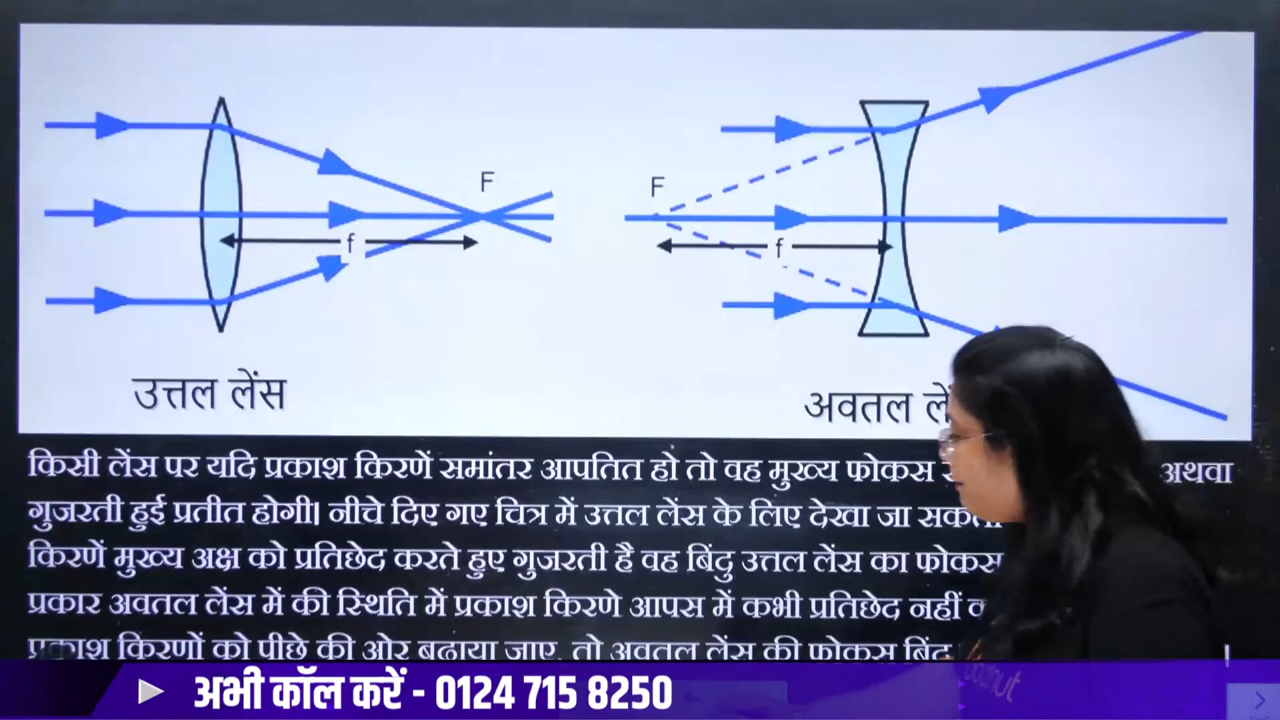 F
f
F
f
उत्तल लेंस
अवतल
किसी लेंस पर यदि प्रकाश किरणें समांतर आपतित हो तो वह मुख्य फोकस अथवा
गुजरती हुई प्रतीत होगी। नीचे दिए गए चित्र में उत्तल लेंस के लिए देखा जा
किरणें मुख्य अक्ष को प्रतिछेद करते हुए गुजरती है वह बिंदु उत्तल लेंस का फोकस
प्रकार अवतल लेंस में की स्थिति में प्रकाश किरणे आपस में कभी प्रतिछेद नहीं
प्रकाश किरणों को पीछे की ओर बढाया जाए, तो अवतल लेंस की फोकस बिंदु
अभी कॉल करें - 0124 715 8250